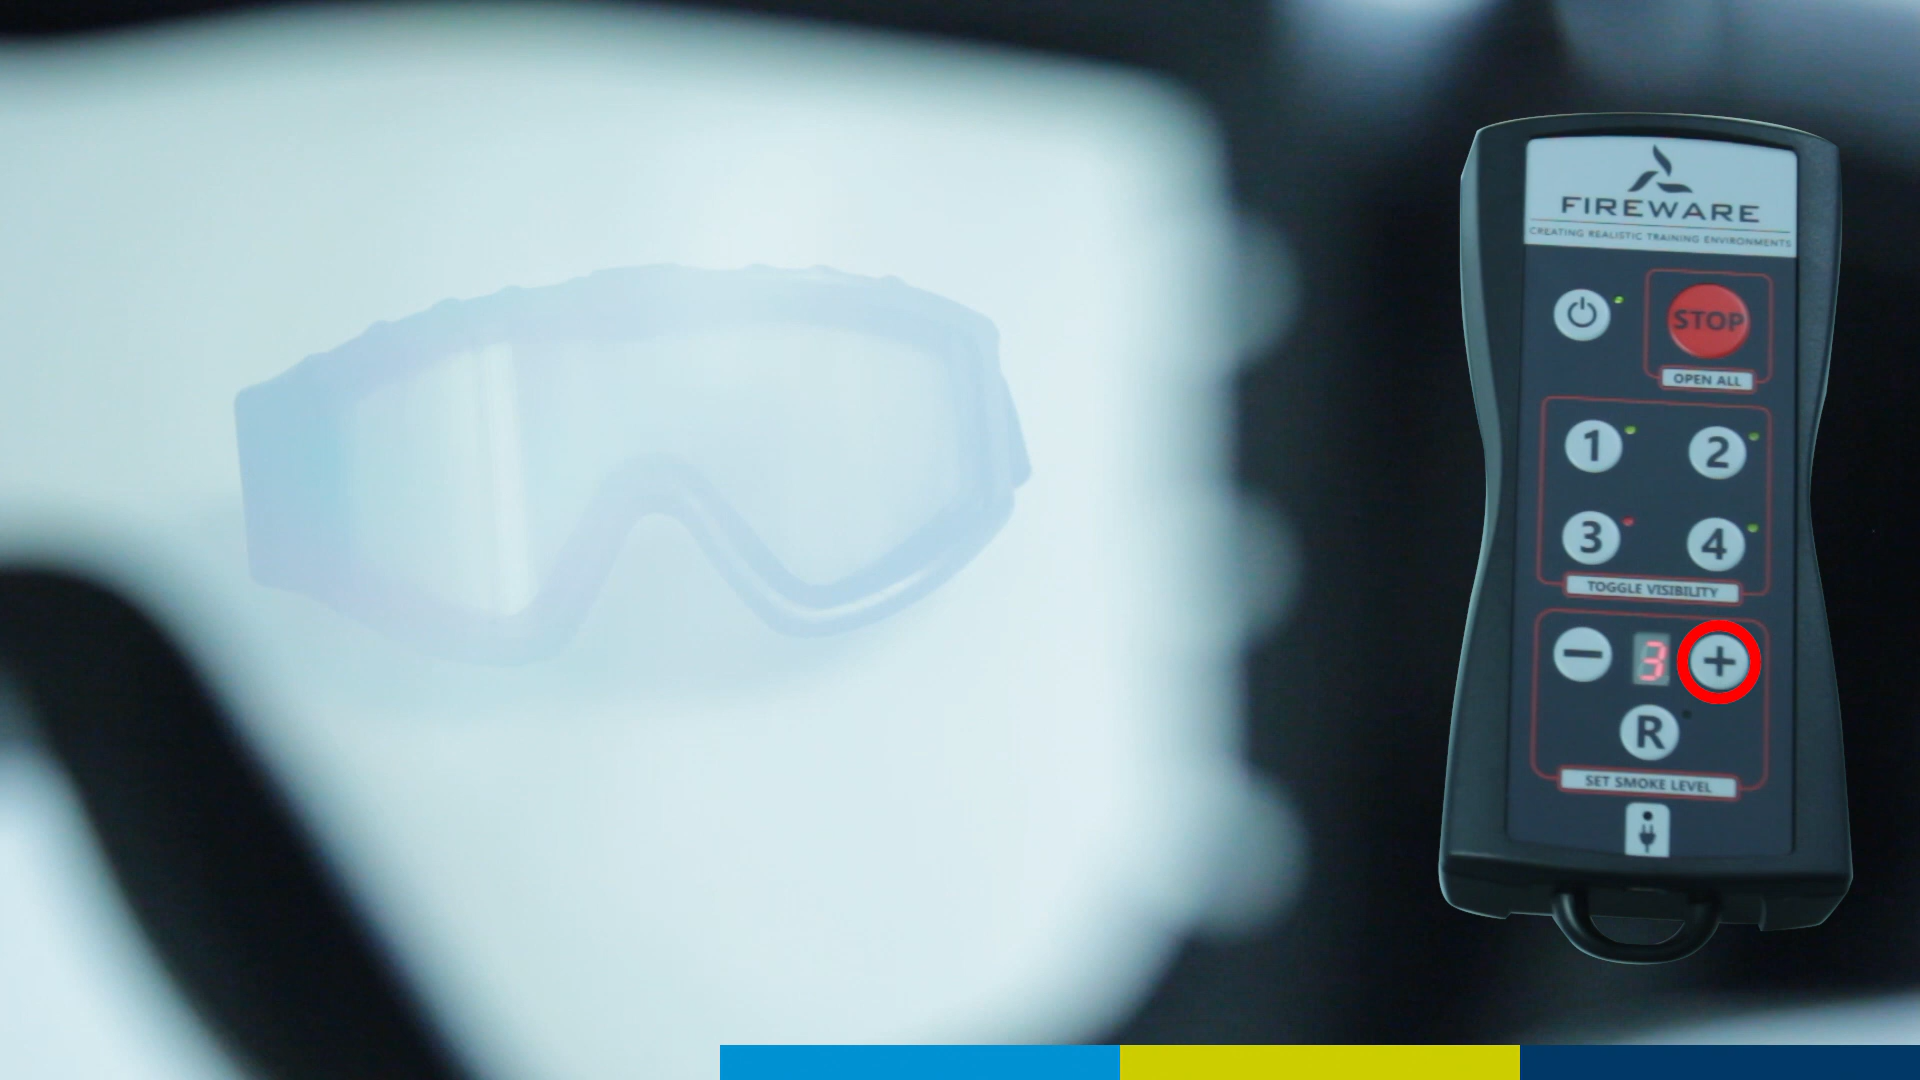 FIREWARE
CREATING REALISTIC TRAINING ENVIRONMENTS
STOP
OPEN ALL
1 2
3 4
TOGGLE VISIBILITY
− 3 +
R
SET SMOKE LEVEL